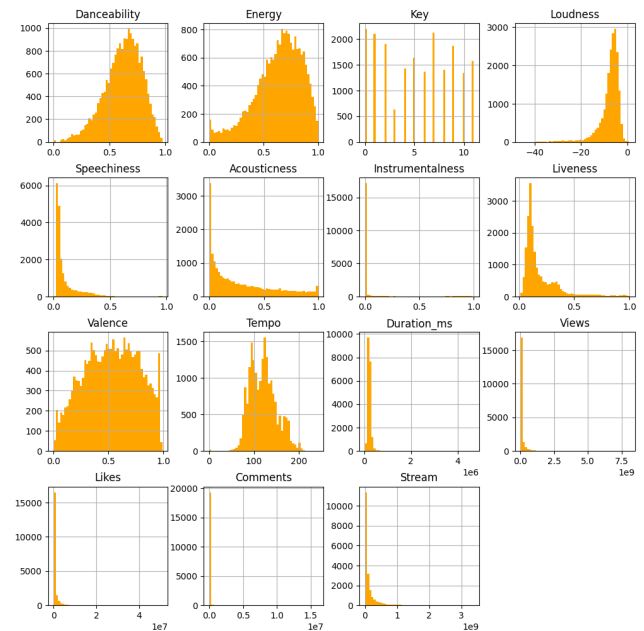 Danceability Energy Key Loudness
1000 800 600 400 200 0
0.0 0.5 1.0
800 700 600 500 400 300 200 100 0
0.0 0.5 1.0
2000 1500 1000 500 0
0 5 10
3000 2000 1000 0
−40 −20 0
Speechiness Acousticness Instrumentalness Liveness
6000 4000 2000 0
0.0 0.5 1.0
3000 2000 1000 0
0.0 0.5 1.0
15000 10000 5000 0
0.0 0.5 1.0
3000 2000 1000 0
0.0 0.5 1.0
Valence Tempo Duration_ms Views
500 400 300 200 100 0
0.0 0.5 1.0
1500 1000 500 0
0 100 200
10000 8000 6000 4000 2000 0
0 2 4
1e6
15000 10000 5000 0
0.0 2.5 5.0 7.5
1e9
Likes Comments Stream
15000 10000 5000 0
0 2 4
1e7
20000 15000 10000 5000 0
0.0 0.5 1.0 1.5
1e7
10000 8000 6000 4000 2000 0
0 1 2 3
1e9